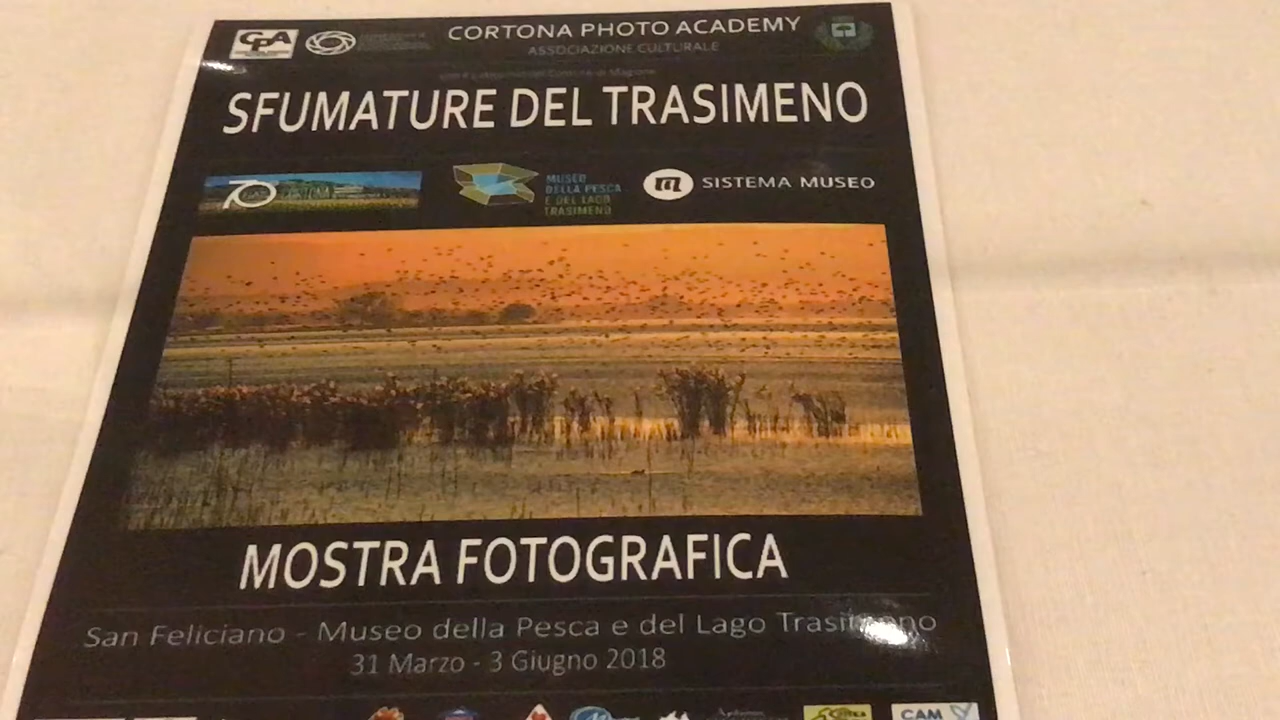 CPA
CORTONA PHOTO ACADEMY
ASSOCIAZIONE CULTURALE
SFUMATURE DEL TRASIMENO
70
CORTONA
MUSEO
DELLA PESCA
E DEL LAGO
TRASIMENO
m SISTEMA MUSEO
MOSTRA FOTOGRAFICA
San Feliciano - Museo della Pesca e del Lago Trasimeno
31 Marzo - 3 Giugno 2018
CAM